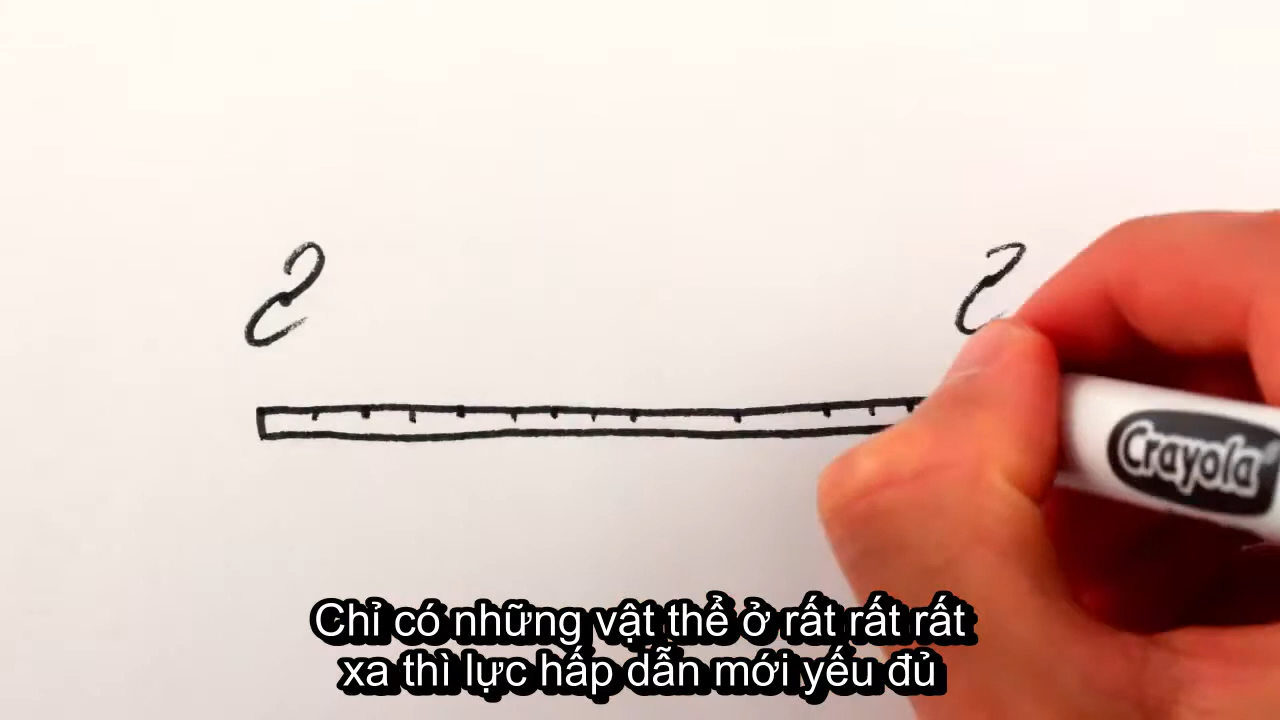 Crayola
Chỉ có những vật thể ở rất rất rất
xa thì lực hấp dẫn mới yếu đủ